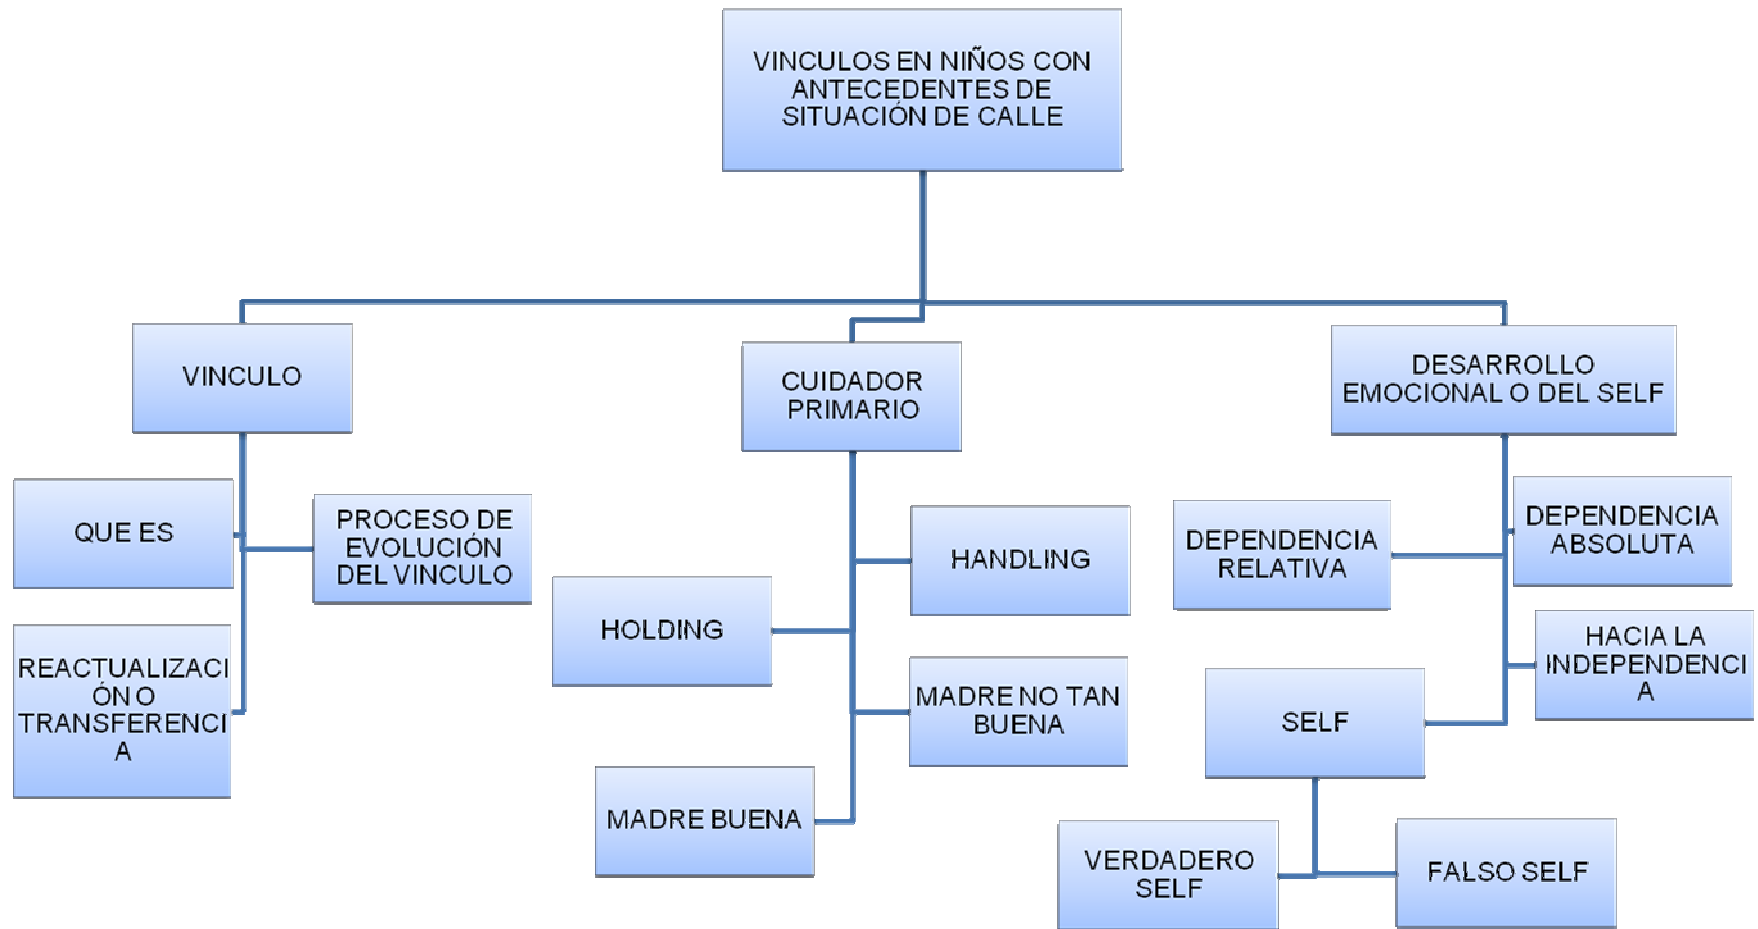 VINCULOS EN NIÑOS CON
ANTECEDENTES DE
SITUACIÓN DE CALLE
VINCULO
CUIDADOR
PRIMARIO
DESARROLLO
EMOCIONAL O DEL SELF
QUE ES
PROCESO DE
EVOLUCIÓN
DEL VINCULO
REACTUALIZACI
ÓN O
TRANSFERENCI
A
HANDLING
HOLDING
MADRE NO TAN
BUENA
MADRE BUENA
DEPENDENCIA
RELATIVA
DEPENDENCIA
ABSOLUTA
HACIA LA
INDEPENDENCI
A
SELF
VERDADERO
SELF
FALSO SELF